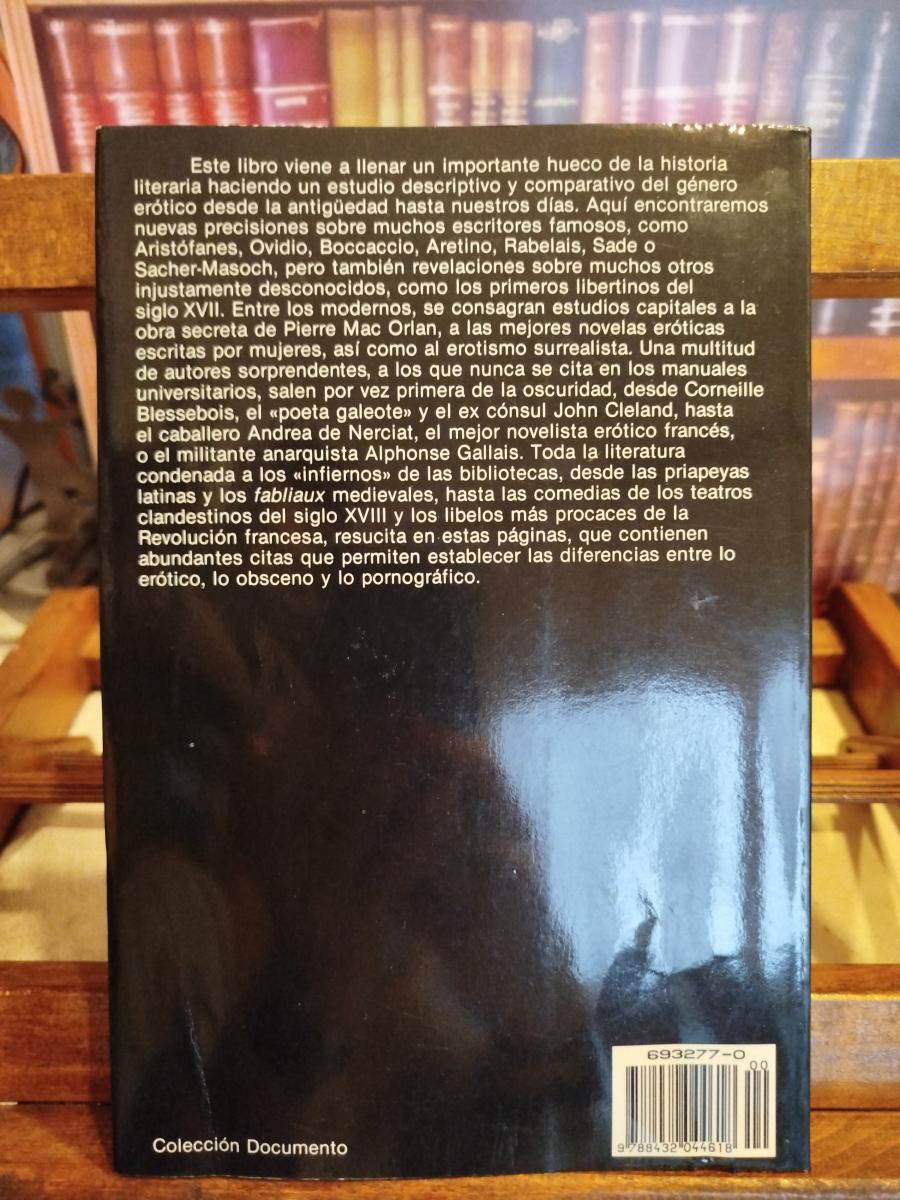 Este libro viene a llenar un importante hueco de la historia
literaria haciendo un estudio descriptivo y comparativo del género
erótico desde la antigüedad hasta nuestros días. Aquí encontraremos
nuevas precisiones sobre muchos escritores famosos, como
Aristófanes, Ovidio, Boccaccio, Aretino, Rabelais, Sade o
Sacher-Masoch, pero también revelaciones sobre muchos otros
injustamente desconocidos, como los primeros libertinos del
siglo XVII. Entre los modernos, se consagran estudios capitales a la
obra secreta de Pierre Mac Orlan, a las mejores novelas eróticas
escritas por mujeres, así como al erotismo surrealista. Una multitud
de autores sorprendentes, a los que nunca se cita en los manuales
universitarios, salen por vez primera de la oscuridad, desde Corneille
Blessebois, el «poeta galeote» y el ex cónsul John Cleland, hasta
el caballero Andrea de Nerciat, el mejor novelista erótico francés,
o el militante anarquista Alphonse Gallais. Toda la literatura
condenada a los «infiernos» de las bibliotecas, desde las priapeyas
latinas y los fabliaux medievales, hasta las comedias de los teatros
clandestinos del siglo XVIII y los libelos más procaces de la
Revolución francesa, resucita en estas páginas, que contienen
abundantes citas que permiten establecer las diferencias entre lo
erótico, lo obsceno y lo pornográfico.
693277-0
00
9 788432 044618
Colección Documento